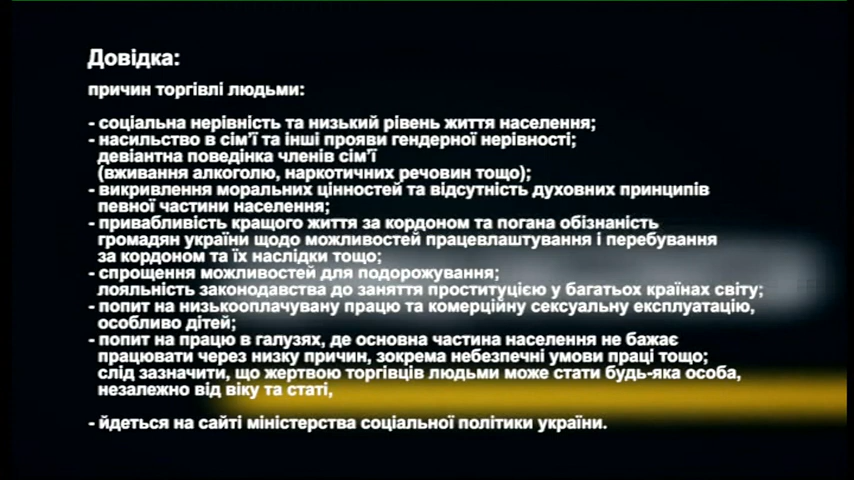 Довідка:
причин торгівлі людьми:
- соціальна нерівність та низький рівень життя населення;
- насильство в сім'ї та інші прояви гендерної нерівності;
девіантна поведінка членів сім'ї
(вживання алкоголю, наркотичних речовин тощо);
- викривлення моральних цінностей та відсутність духовних принципів
певної частини населення;
- привабливість кращого життя за кордоном та погана обізнаність
громадян україни щодо можливостей працевлаштування і перебування
за кордоном та їх наслідки тощо;
- спрощення можливостей для подорожування;
лояльність законодавства до заняття проституцією у багатьох країнах світу;
- попит на низькооплачувану працю та комерційну сексуальну експлуатацію,
особливо дітей;
- попит на працю в галузях, де основна частина населення не бажає
працювати через низку причин, зокрема небезпечні умови праці тощо;
слід зазначити, що жертвою торгівців людьми може стати будь-яка особа,
незалежно від віку та статі,
- йдеться на сайті міністерства соціальної політики україни.